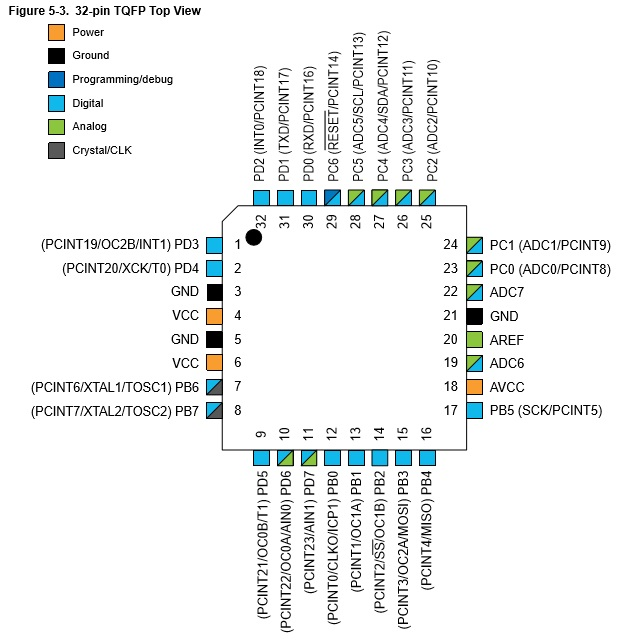 Figure 5-3. 32-pin TQFP Top View
Power
Ground
Programming/debug
Digital
Analog
Crystal/CLK
PD2 (INT0/PCINT18)
PD1 (TXD/PCINT17)
PD0 (RXD/PCINT16)
PC6 (RESET/PCINT14)
PC5 (ADC5/SCL/PCINT13)
PC4 (ADC4/SDA/PCINT12)
PC3 (ADC3/PCINT11)
PC2 (ADC2/PCINT10)
32
31
30
29
28
27
26
25
(PCINT19/OC2B/INT1) PD3
1
(PCINT20/XCK/T0) PD4
2
GND
3
VCC
4
GND
5
VCC
6
(PCINT6/XTAL1/TOSC1) PB6
7
(PCINT7/XTAL2/TOSC2) PB7
8
24
PC1 (ADC1/PCINT9)
23
PC0 (ADC0/PCINT8)
22
ADC7
21
GND
20
AREF
19
ADC6
18
AVCC
17
PB5 (SCK/PCINT5)
9
10
11
12
13
14
15
16
(PCINT21/OC0B/T1) PD5
(PCINT22/OC0A/AIN0) PD6
(PCINT23/AIN1) PD7
(PCINT0/CLKO/ICP1) PB0
(PCINT1/OC1A) PB1
(PCINT2/SS/OC1B) PB2
(PCINT3/OC2A/MOSI) PB3
(PCINT4/MISO) PB4